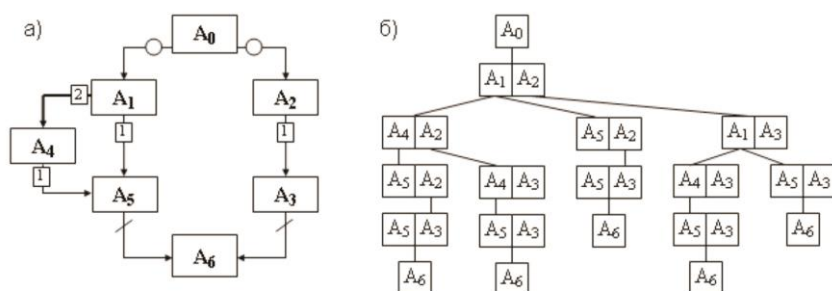 а)
A₀
б)
A₀
2
A₁
A₂
A₁ A₂
1
1
A₄
A₄ A₂
A₅ A₂
A₁ A₃
1
A₅
A₃
A₅ A₂
A₄ A₃
A₅ A₃
A₄ A₃
A₅ A₃
A₆
A₅ A₃
A₅ A₃
A₆
A₅ A₃
A₆
A₆
A₆
A₆